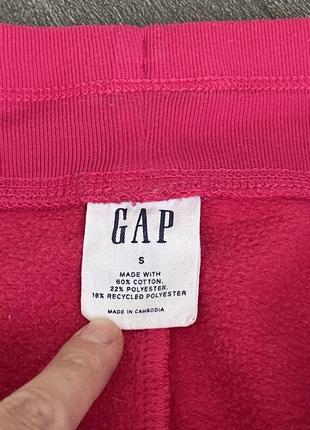 GAP
S
MADE WITH
60% COTTON.
22% POLYESTER.
18% RECYCLED POLYESTER
MADE IN CAMBODIA